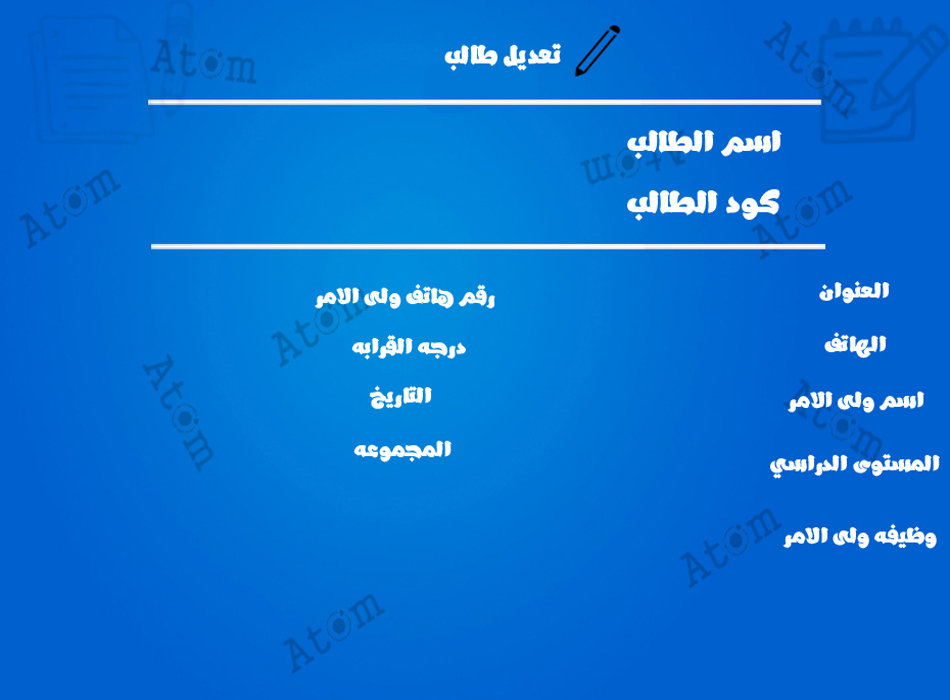 تعديل طالب
اسم الطالب
كود الطالب
العنوان
رقم هاتف ولى الامر
الهاتف
درجه القرابه
اسم ولى الامر
التاريخ
المستوى الدراسي
المجموعه
وظيفه ولى الامر
Atom
Atom
Atom
Atom
Atom
Atom
Atom
Atom
Atom
Atom